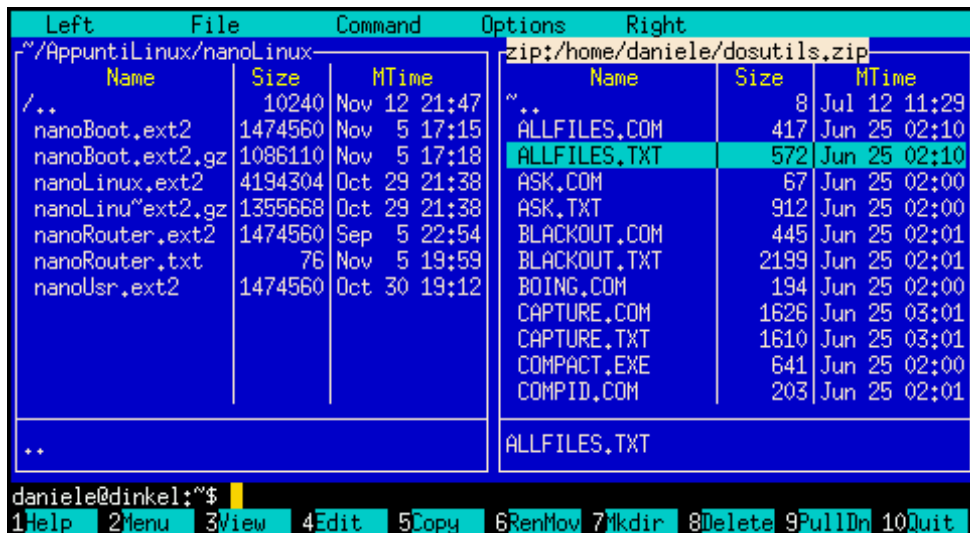 Left File Command Options Right
~/AppuntiLinux/nanoLinux
Name Size MTime
/.. 10240 Nov 12 21:47
nanoBoot.ext2 1474560 Nov 5 17:15
nanoBoot.ext2.gz 1086110 Nov 5 17:18
nanoLinux.ext2 4194304 Oct 29 21:38
nanoLinu~ext2.gz 1355668 Oct 29 21:38
nanoRouter.ext2 1474560 Sep 5 22:54
nanoRouter.txt 76 Nov 5 19:59
nanoUsr.ext2 1474560 Oct 30 19:12
..
zip:/home/daniele/dosutils.zip
Name Size MTime
~.. 8 Jul 12 11:29
ALLFILES.COM 417 Jun 25 02:10
ALLFILES.TXT 572 Jun 25 02:10
ASK.COM 67 Jun 25 02:00
ASK.TXT 912 Jun 25 02:00
BLACKOUT.COM 445 Jun 25 02:01
BLACKOUT.TXT 2199 Jun 25 02:01
BOING.COM 194 Jun 25 02:00
CAPTURE.COM 1626 Jun 25 03:01
CAPTURE.TXT 1610 Jun 25 03:01
COMPACT.EXE 641 Jun 25 02:00
COMPID.COM 203 Jun 25 02:01
ALLFILES.TXT
daniele@dinkel:~$
1Help 2Menu 3View 4Edit 5Copy 6RenMov 7Mkdir 8Delete 9PullDn 10Quit